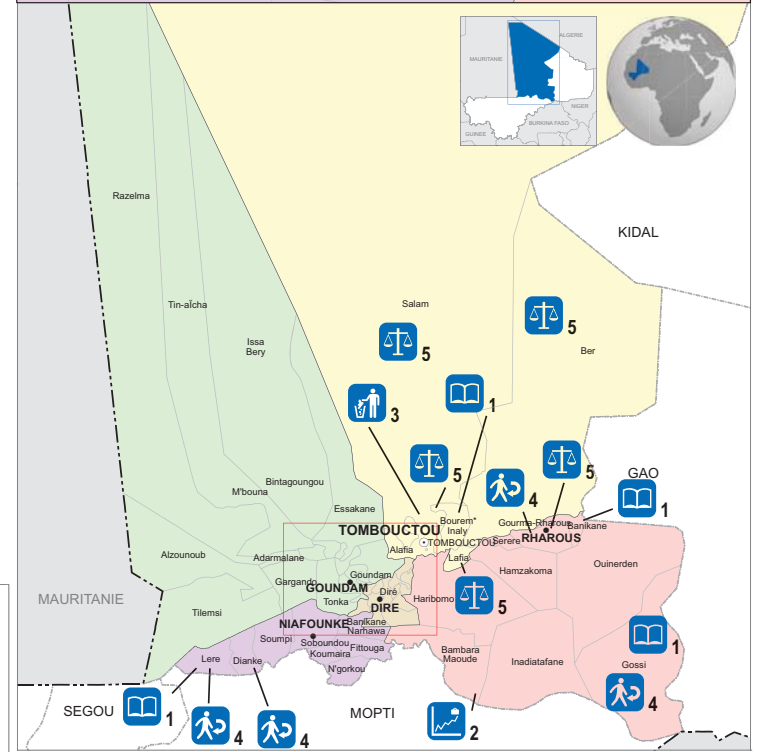 ALGERIE
MAURITANIE
NIGER
BURKINA FASO
GUINEE
Razelma
KIDAL
Tin-aÏcha
Salam
5
5
Issa
Bery
Ber
3
1
5
5
GAO
Bintagoungou
M'bouna
4
1
Essakane
Bourem*
Inaly
Gourma-Rharous
Banikane
TOMBOUCTOU
TOMBOUCTOU
Serere
RHAROUS
Alafia
Lafia
Alzounoub
Adarmalane
Ouinerden
Hamzakoma
Goundam
Gargando
GOUNDAM
Diré
MAURITANIE
Tonka
DIRE
Haribomo
5
Tilemsi
NIAFOUNKE
Banikane
Narhawa
Soumpi
Soboundou
Koumaira
Fittouga
Bambara
Maoude
1
Lere
Dianke
Inadiatafane
Gossi
N'gorkou
4
SEGOU
1
MOPTI
4
4
2